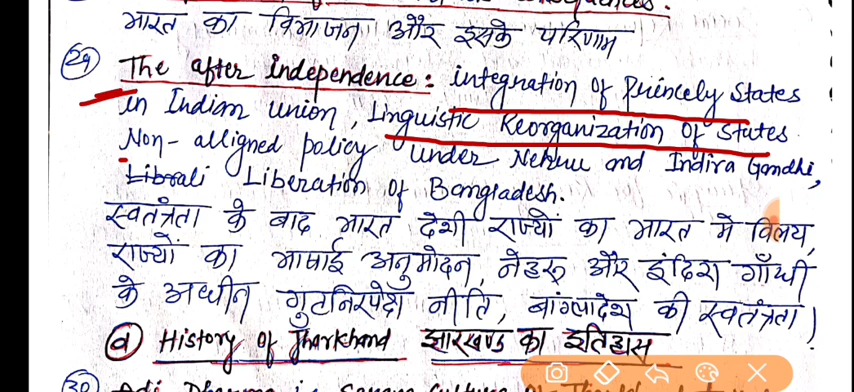 भारत का विभाजन और इसके परिणाम
(29) The after independence: integration of Princely States
in Indian union, Linguistic Reorganization of States
Non-alligned policy under Nehru and Indira Gandhi,
Liberali Liberation of Bangladesh.
स्वतंत्रता के बाद भारत देशी राज्यों का भारत में विलय,
राज्यों का भाषाई अनुमोदन, नेहरू और इंदिरा गाँधी
के अधीन गुटनिरपेक्ष नीति, बांग्लादेश की स्वतंत्रता।
(d) History of Jharkhand झारखण्ड का इतिहास
(30)